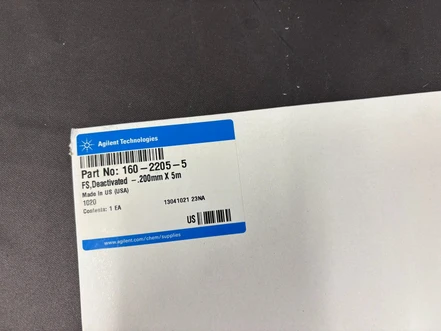 Agilent Technologies
Part No: 160-2205-5
FS,Deactivated -.200mm X 5m
Made in US (USA)
1020 13041021 23NA
Contents: 1 EA
US
www.agilent.com/chem/supplies